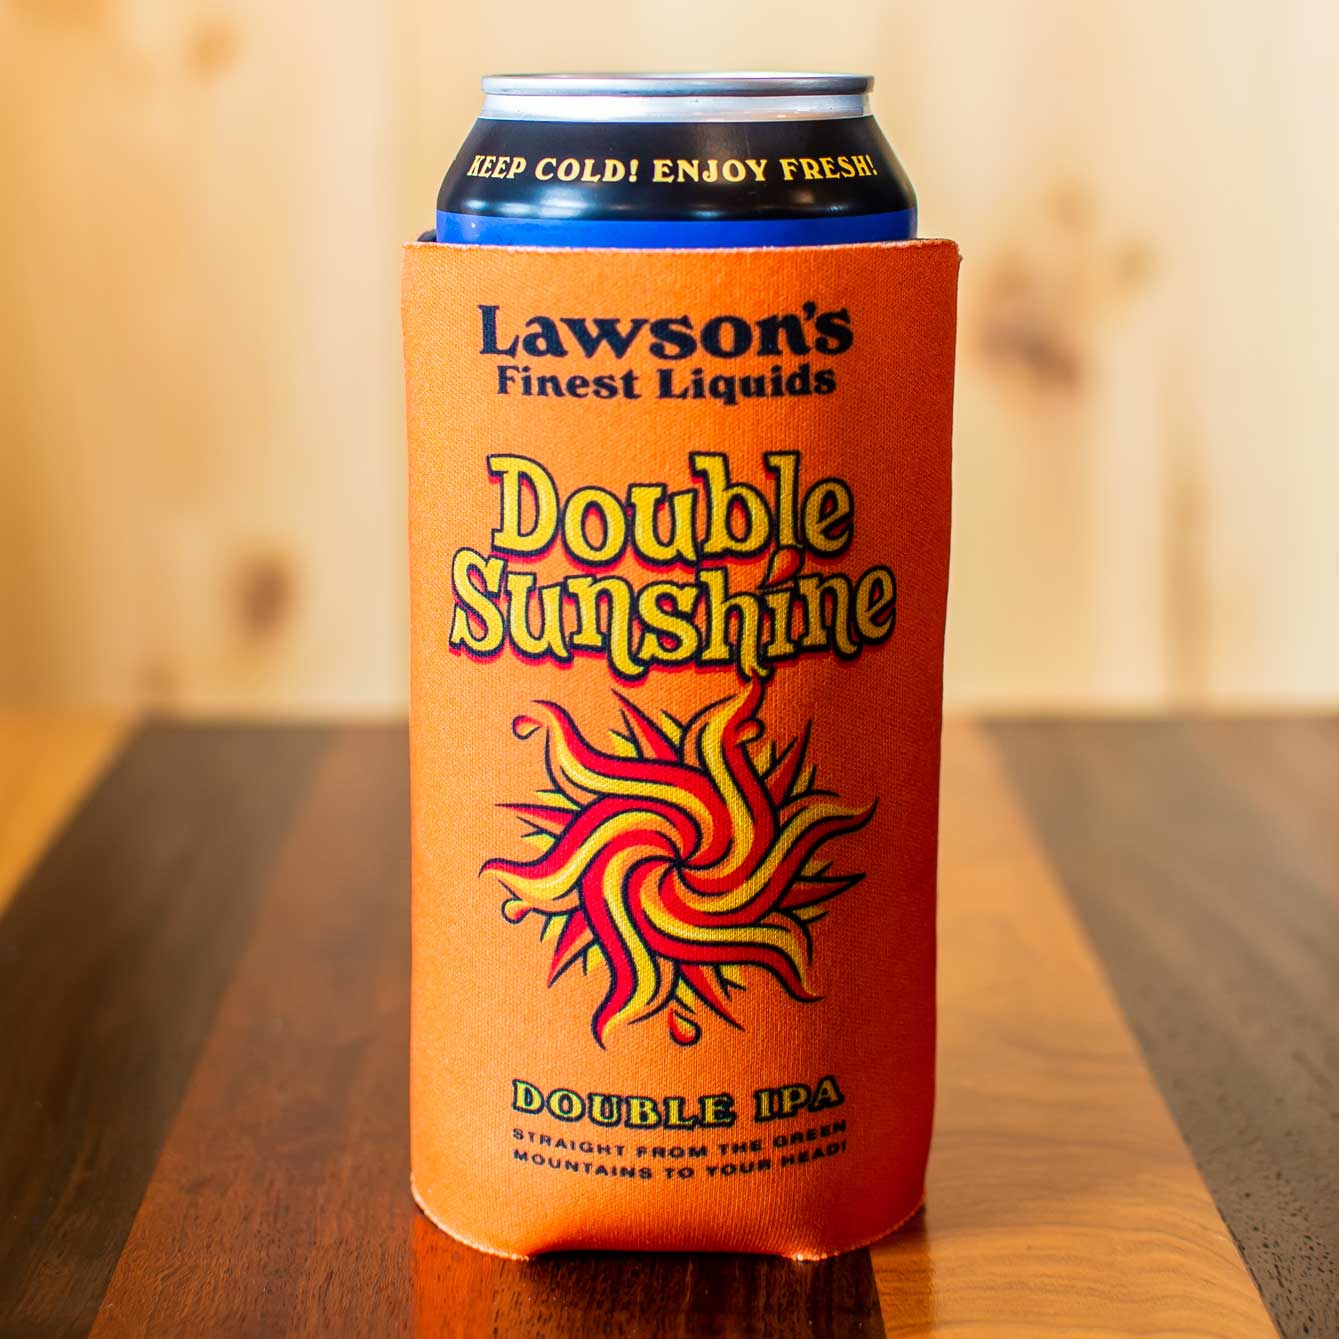 KEEP COLD! ENJOY FRESH!
Lawson's
Finest Liquids
Double
Sunshine
DOUBLE IPA
STRAIGHT FROM THE GREEN
MOUNTAINS TO YOUR HEAD!